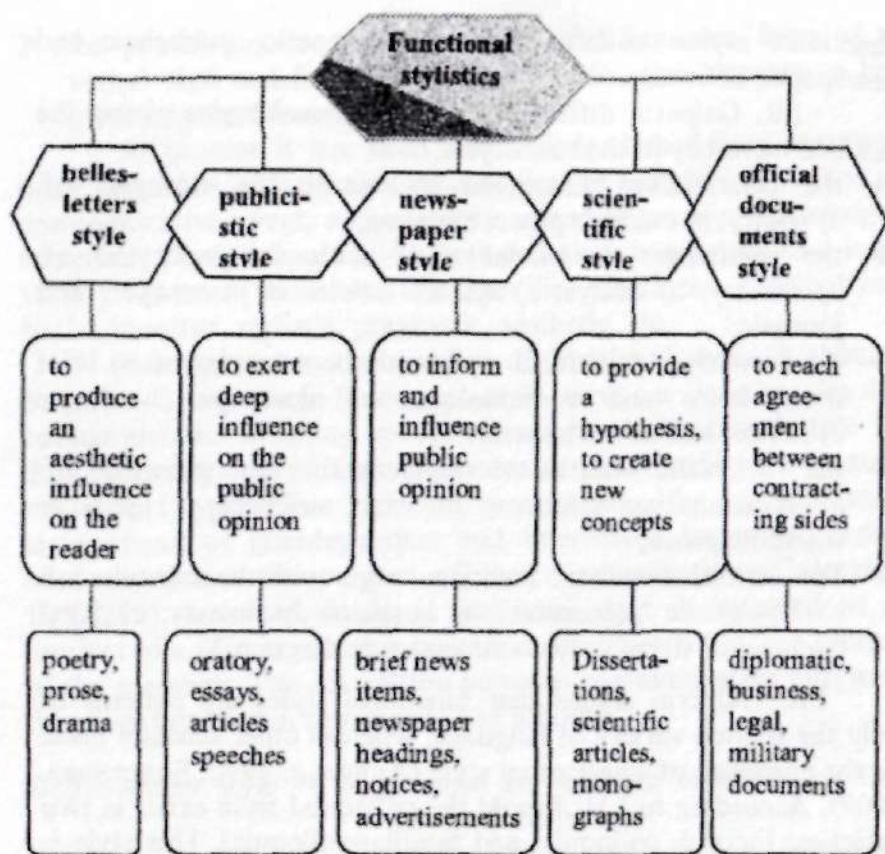 Functional
stylistics
belles-
letters
style
publici-
stic
style
news-
paper
style
scien-
tific
style
official
docu-
ments
style
to
produce
an
aesthetic
influence
on the
reader
to exert
deep
influence
on the
public
opinion
to inform
and
influence
public
opinion
to provide
a
hypothesis,
to create
new
concepts
to reach
agree-
ment
between
contract-
ing sides
poetry,
prose,
drama
oratory,
essays,
articles
speeches
brief news
items,
newspaper
headings,
notices,
advertisements
Disserta-
tions,
scientific
articles,
mono-
graphs
diplomatic,
business,
legal,
military
documents